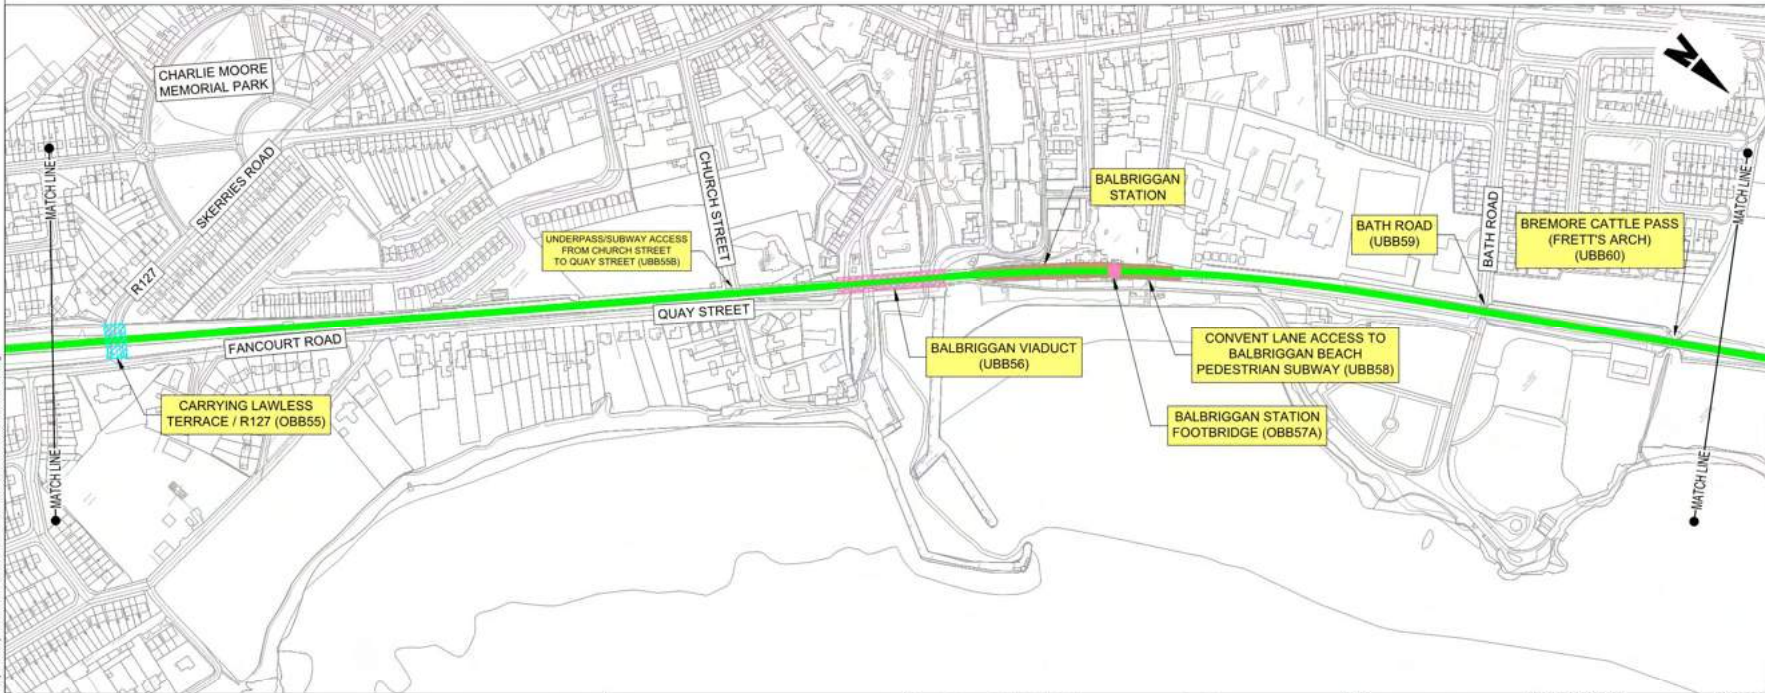 CHARLIE MOORE
MEMORIAL PARK
N
MATCH LINE
SKERRIES ROAD
R127
CHURCH STREET
BALBRIGGAN
STATION
MATCH LINE
UNDERPASS/SUBWAY ACCESS
FROM CHURCH STREET
TO QUAY STREET (UBB55B)
BATH ROAD
(UBB59)
BATH ROAD
BREMORE CATTLE PASS
(FRETT'S ARCH)
(UBB60)
QUAY STREET
FANCOURT ROAD
BALBRIGGAN VIADUCT
(UBB56)
CONVENT LANE ACCESS TO
BALBRIGGAN BEACH
PEDESTRIAN SUBWAY (UBB58)
CARRYING LAWLESS
TERRACE / R127 (OBB55)
BALBRIGGAN STATION
FOOTBRIDGE (OBB57A)
MATCH LINE
MATCH LINE